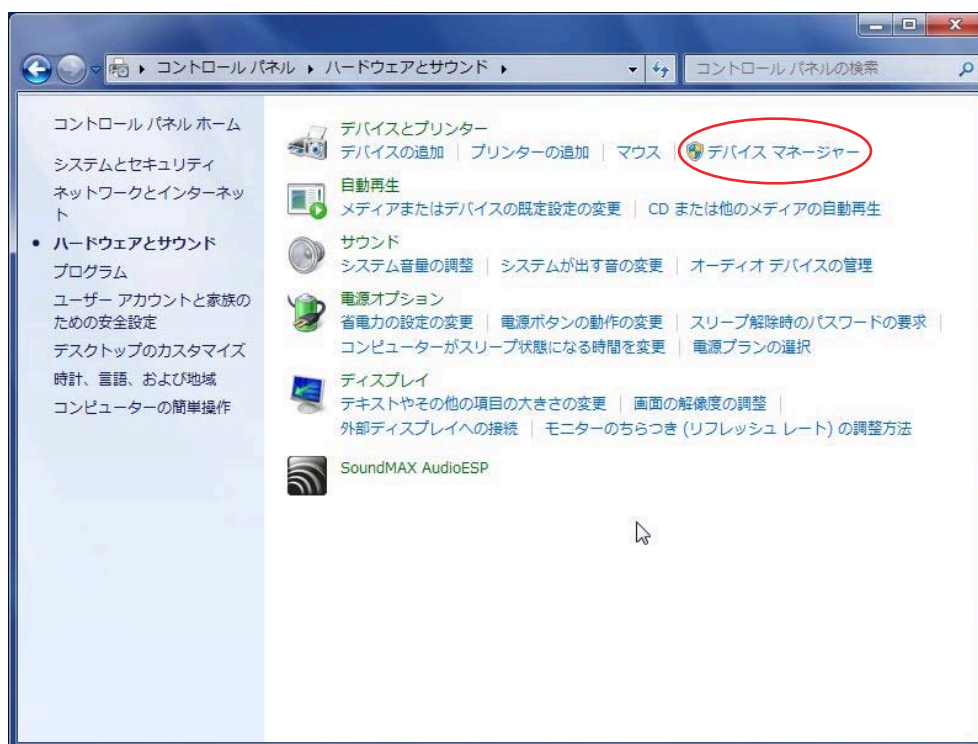 コントロール パネル ハードウェアとサウンド
コントロール パネルの検索
コントロール パネル ホーム
システムとセキュリティ
ネットワークとインターネッ
ト
ハードウェアとサウンド
プログラム
ユーザー アカウントと家族の
ための安全設定
デスクトップのカスタマイズ
時計、言語、および地域
コンピューターの簡単操作
デバイスとプリンター
デバイスの追加 | プリンターの追加 | マウス | デバイス マネージャー
自動再生
メディアまたはデバイスの既定設定の変更 | CD または他のメディアの自動再生
サウンド
システム音量の調整 | システムが出す音の変更 | オーディオ デバイスの管理
電源オプション
省電力の設定の変更 | 電源ボタンの動作の変更 | スリープ解除時のパスワードの要求 |
コンピューターがスリープ状態になる時間を変更 | 電源プランの選択
ディスプレイ
テキストやその他の項目の大きさの変更 | 画面の解像度の調整 |
外部ディスプレイへの接続 | モニターのちらつき (リフレッシュ レート) の調整方法
SoundMAX AudioESP